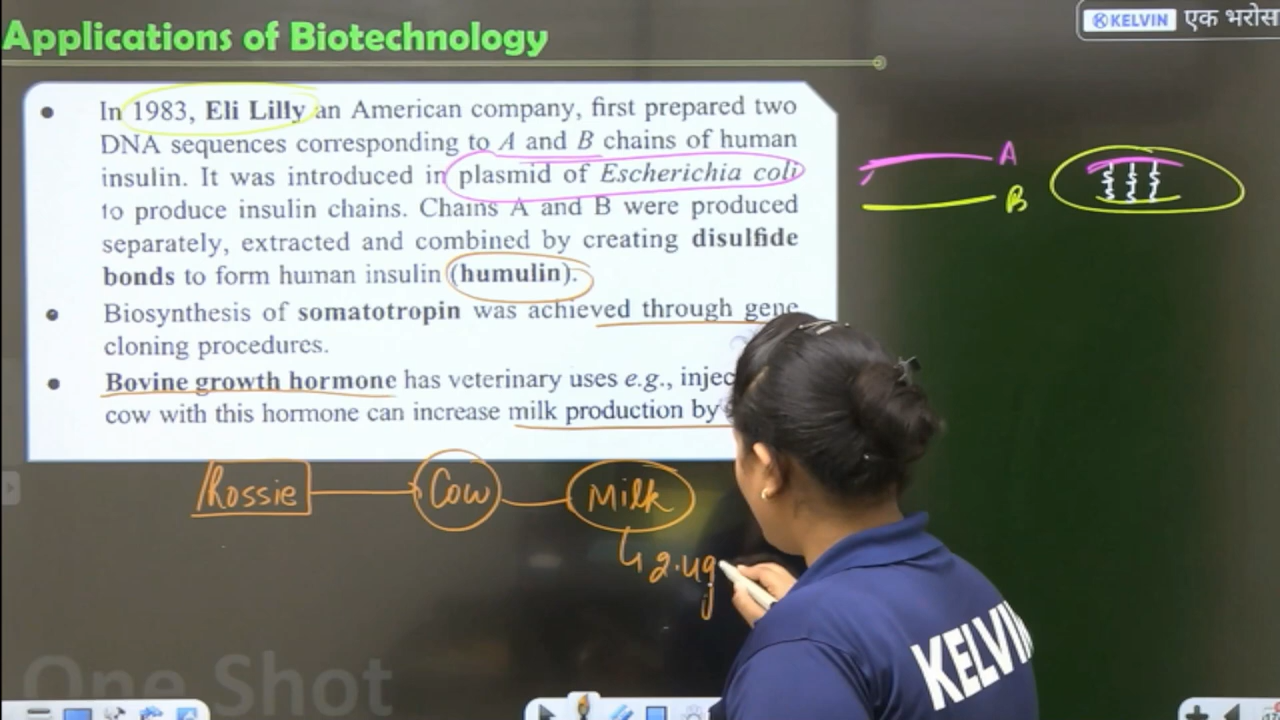 Applications of Biotechnology
KELVIN एक भरोस
• In 1983, Eli Lilly an American company, first prepared two
DNA sequences corresponding to A and B chains of human
insulin. It was introduced in plasmid of Escherichia coli
to produce insulin chains. Chains A and B were produced
separately, extracted and combined by creating disulfide
bonds to form human insulin (humulin).
• Biosynthesis of somatotropin was achieved through gene
cloning procedures.
• Bovine growth hormone has veterinary uses e.g., injec
cow with this hormone can increase milk production by
A
B
Rossie Cow Milk
2.4g
KELVIN
One Shot